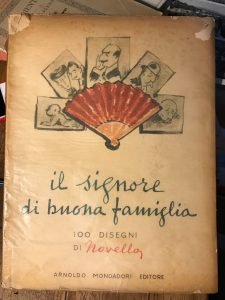 il signore
di buona famiglia
100 DISEGNI
DI Novello
ARNOLDO MONDADORI EDITORE